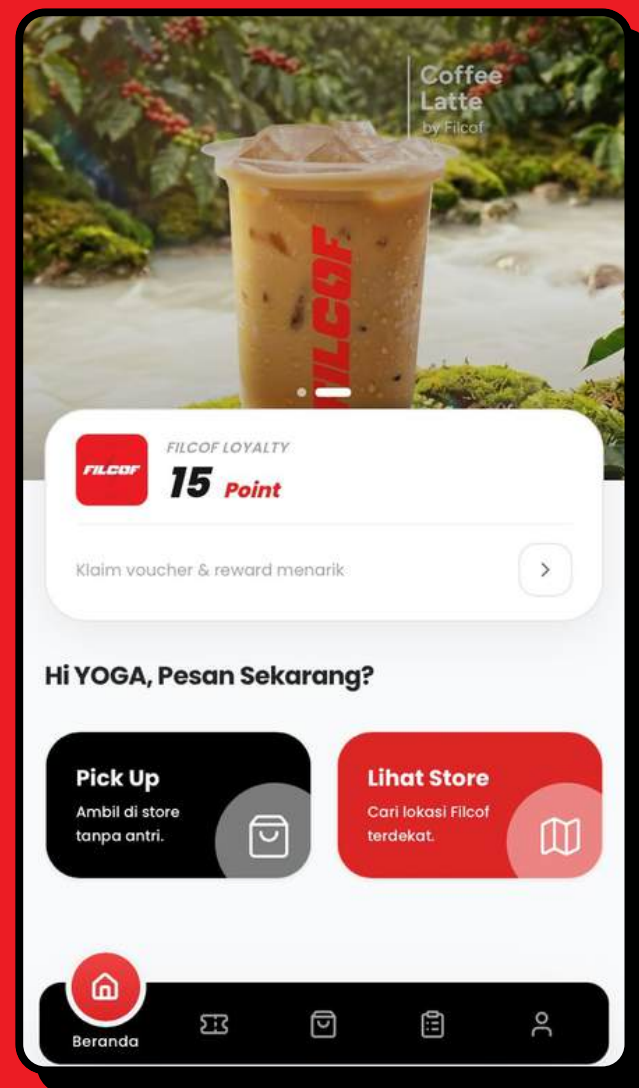 Coffee
Latte
by Filcof
FILCOF
FILCOF LOYALTY
FILCOF
15 Point
Klaim voucher & reward menarik
Hi YOGA, Pesan Sekarang?
Pick Up
Ambil di store
tanpa antri.
Lihat Store
Cari lokasi Filcof
terdekat.
Beranda